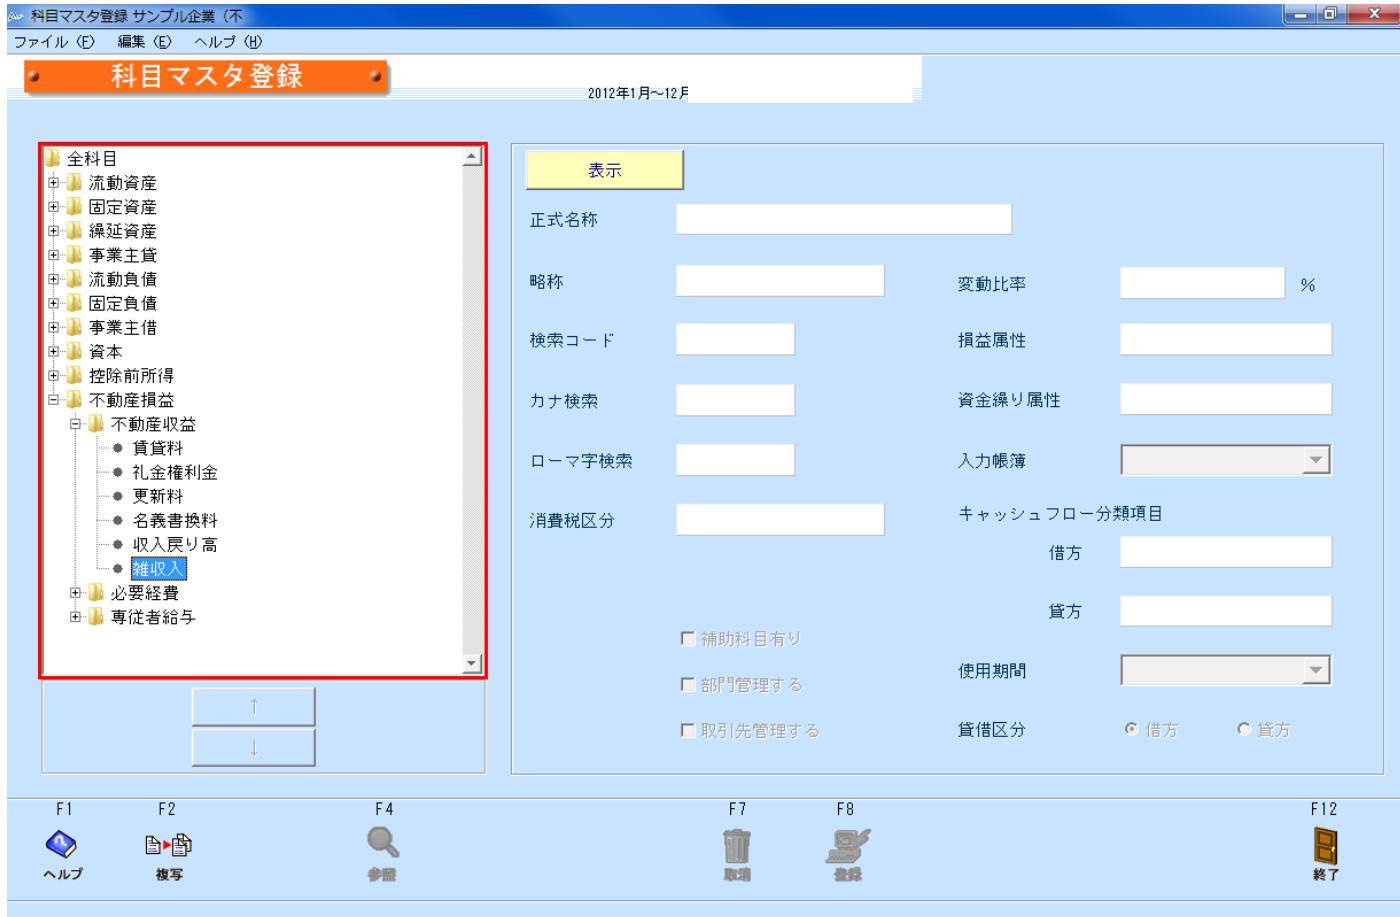 科目マスタ登録 サンプル企業（不
ファイル（F） 編集（E） ヘルプ（H）
科目マスタ登録
2012年1月～12月
全科目
流動資産
固定資産
繰延資産
事業主貸
流動負債
固定負債
事業主借
資本
控除前所得
不動産損益
不動産収益
賃貸料
礼金権利金
更新料
名義書換料
収入戻り高
雑収入
必要経費
専従者給与
↑
↓
表示
正式名称
略称
変動比率 %
検索コード
損益属性
カナ検索
資金繰り属性
ローマ字検索
入力帳簿
消費税区分
キャッシュフロー分類項目
借方
貸方
補助科目有り
使用期間
部門管理する
取引先管理する
貸借区分 借方 貸方
F1 F2 F4 F7 F8 F12
ヘルプ 複写 参照 取消 登録 終了